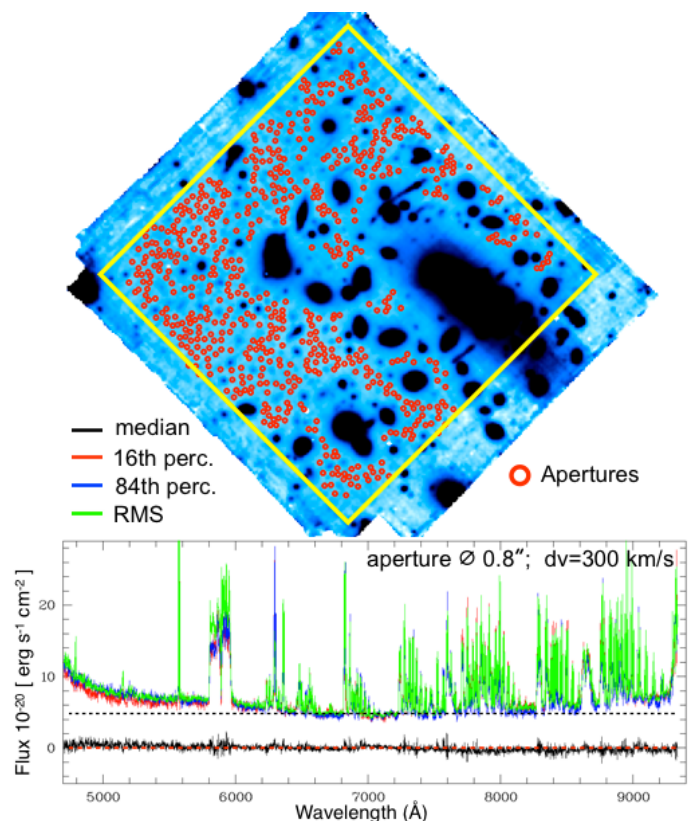 median
16th perc.
84th perc.
RMS
Apertures
aperture ∅ 0.8″; dv=300 km/s
Flux 10⁻²⁰ [ erg s⁻¹ cm⁻² ]
20
10
0
5000 6000 7000 8000 9000
Wavelength (Å)